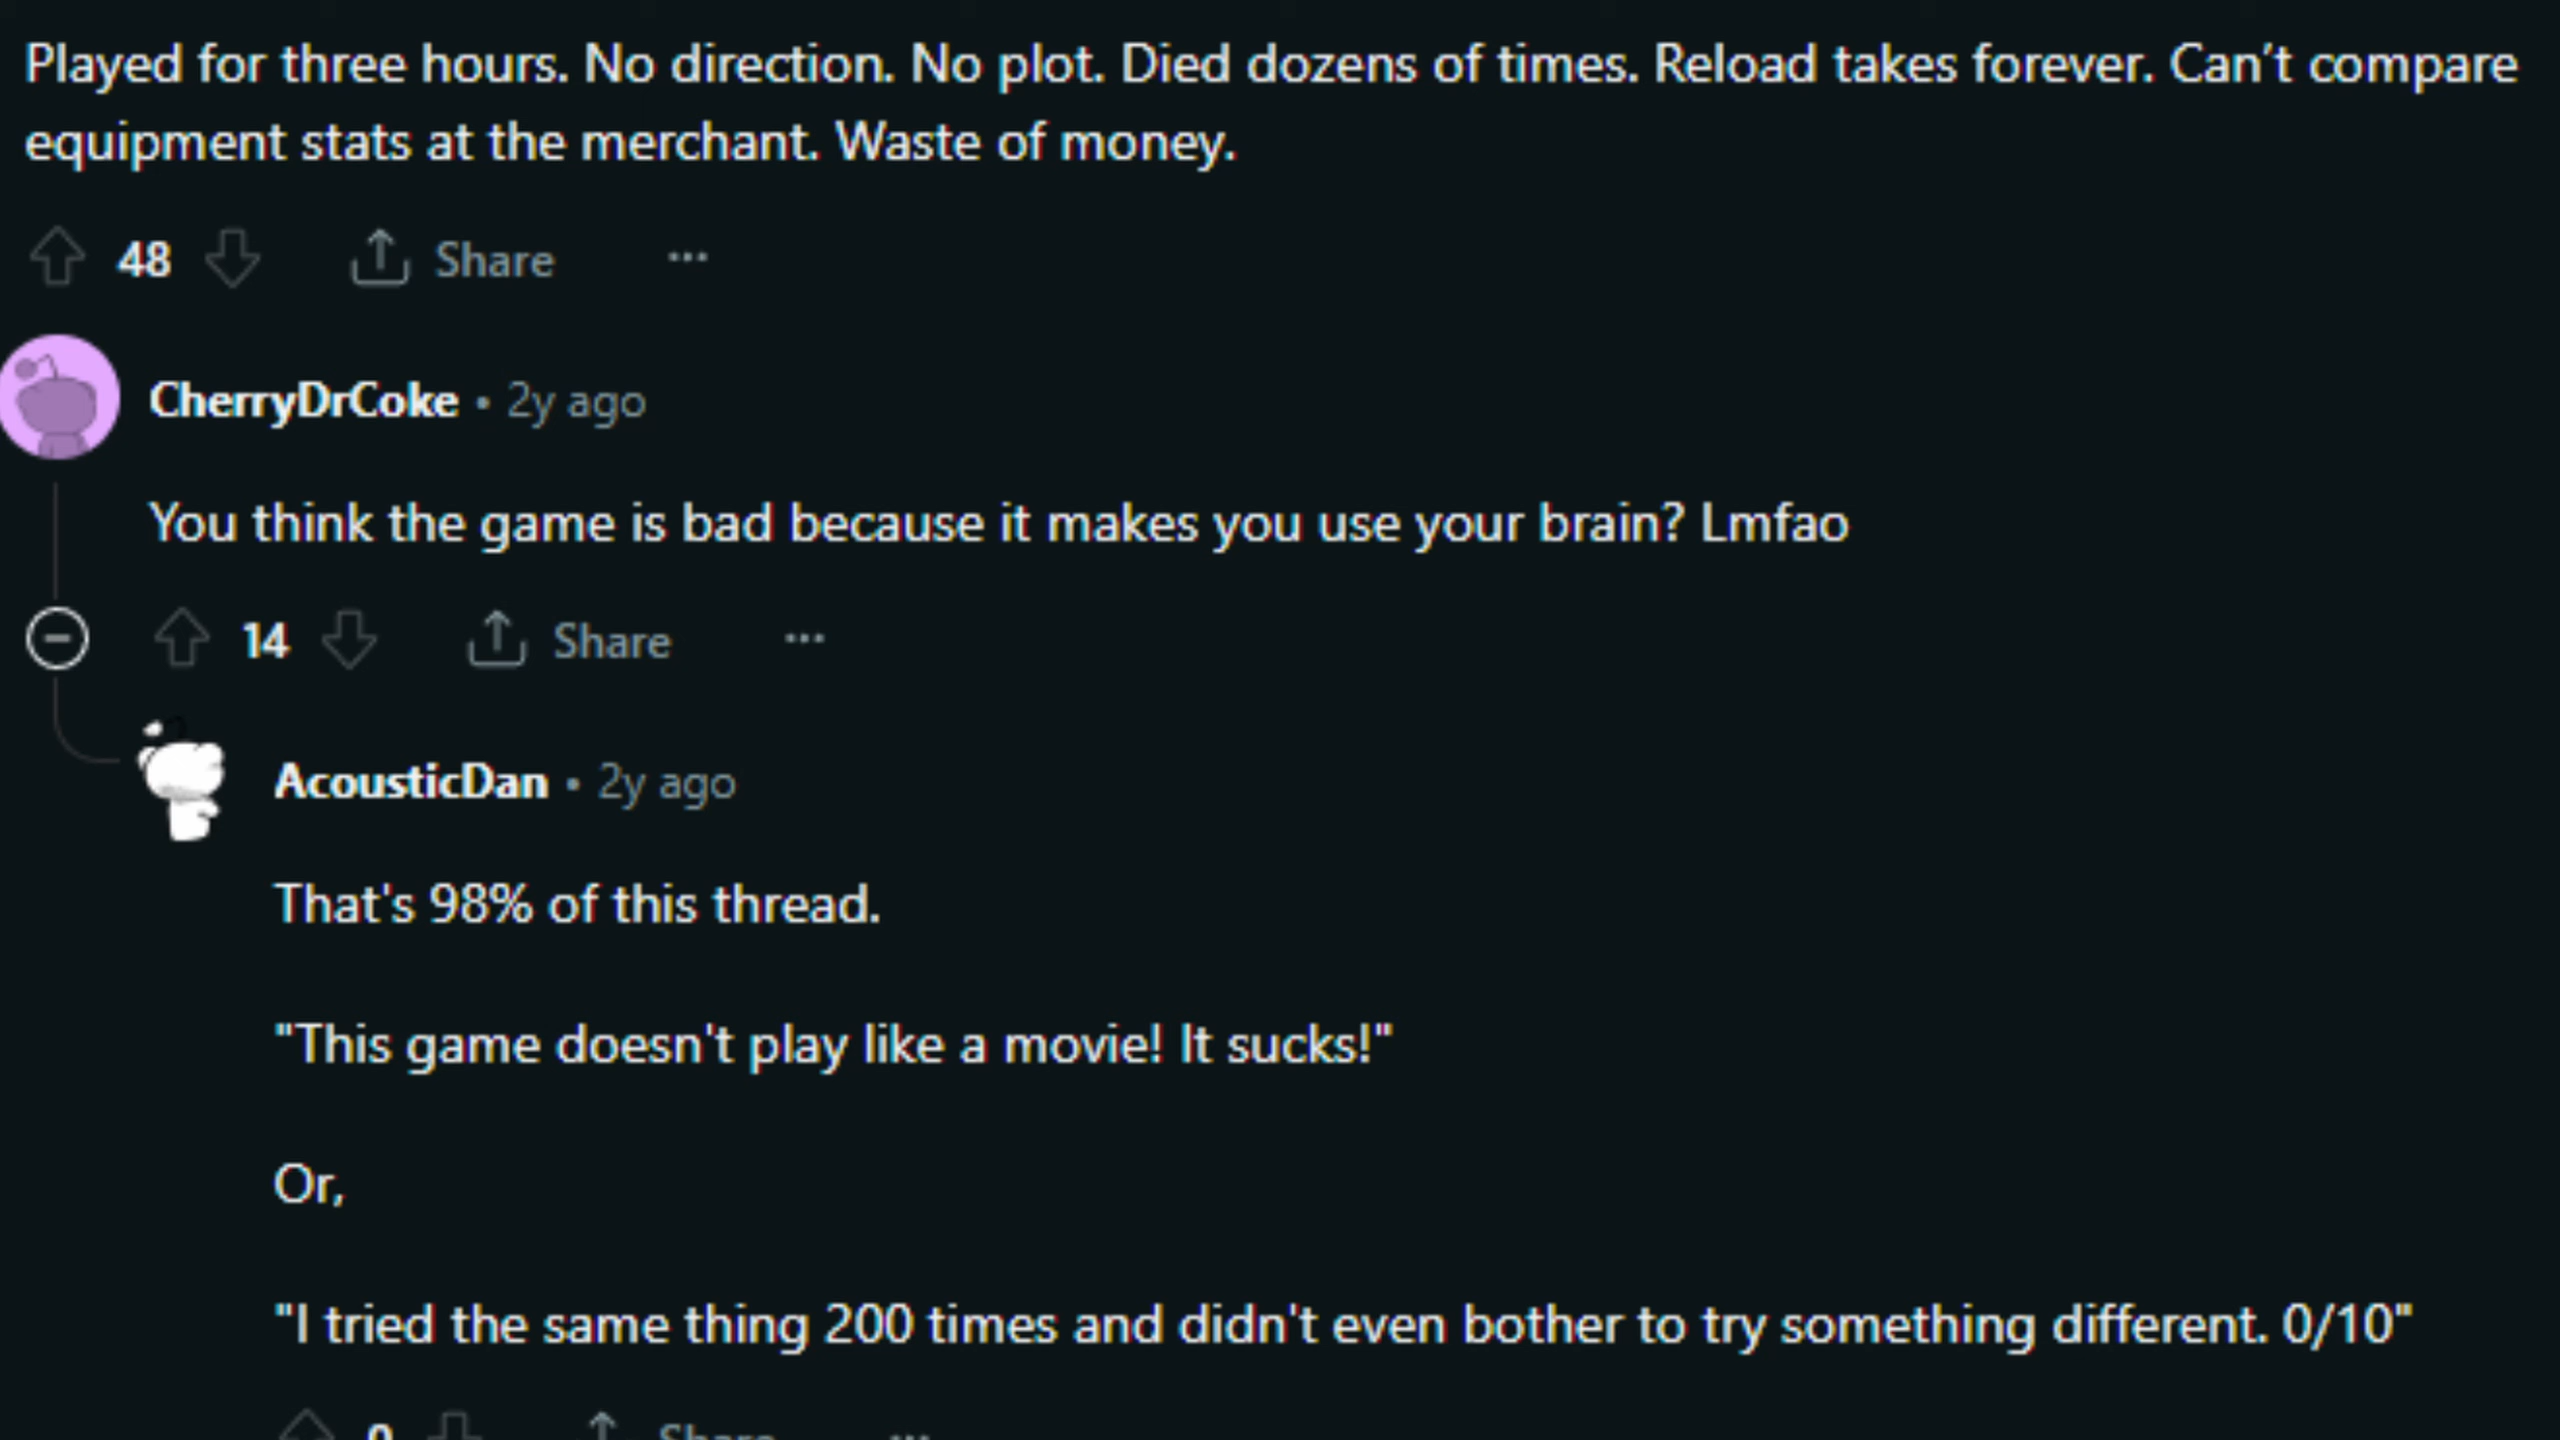 Played for three hours. No direction. No plot. Died dozens of times. Reload takes forever. Can’t compare
equipment stats at the merchant. Waste of money.
48 Share ...
CherryDrCoke • 2y ago
You think the game is bad because it makes you use your brain? Lmfao
14 Share ...
AcousticDan • 2y ago
That's 98% of this thread.
"This game doesn't play like a movie! It sucks!"
Or,
"I tried the same thing 200 times and didn't even bother to try something different. 0/10"
Share ...